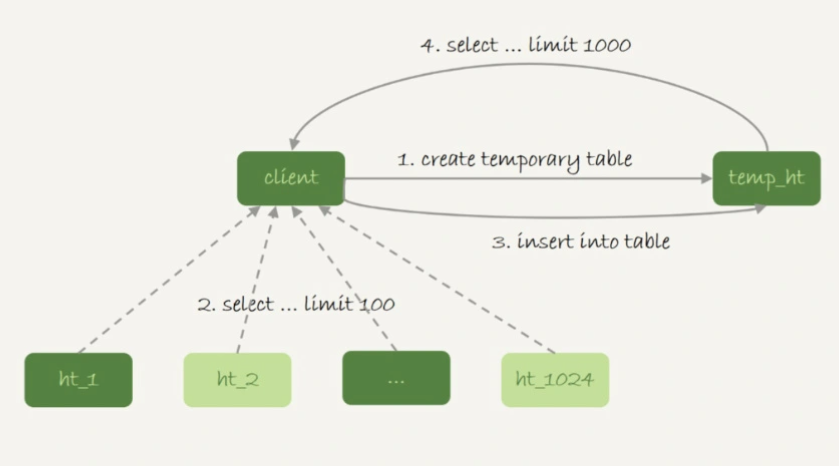 4. select ... limit 1000
1. create temporary table
client
temp_ht
3. insert into table
2. select ... limit 100
ht_1
ht_2
...
ht_1024